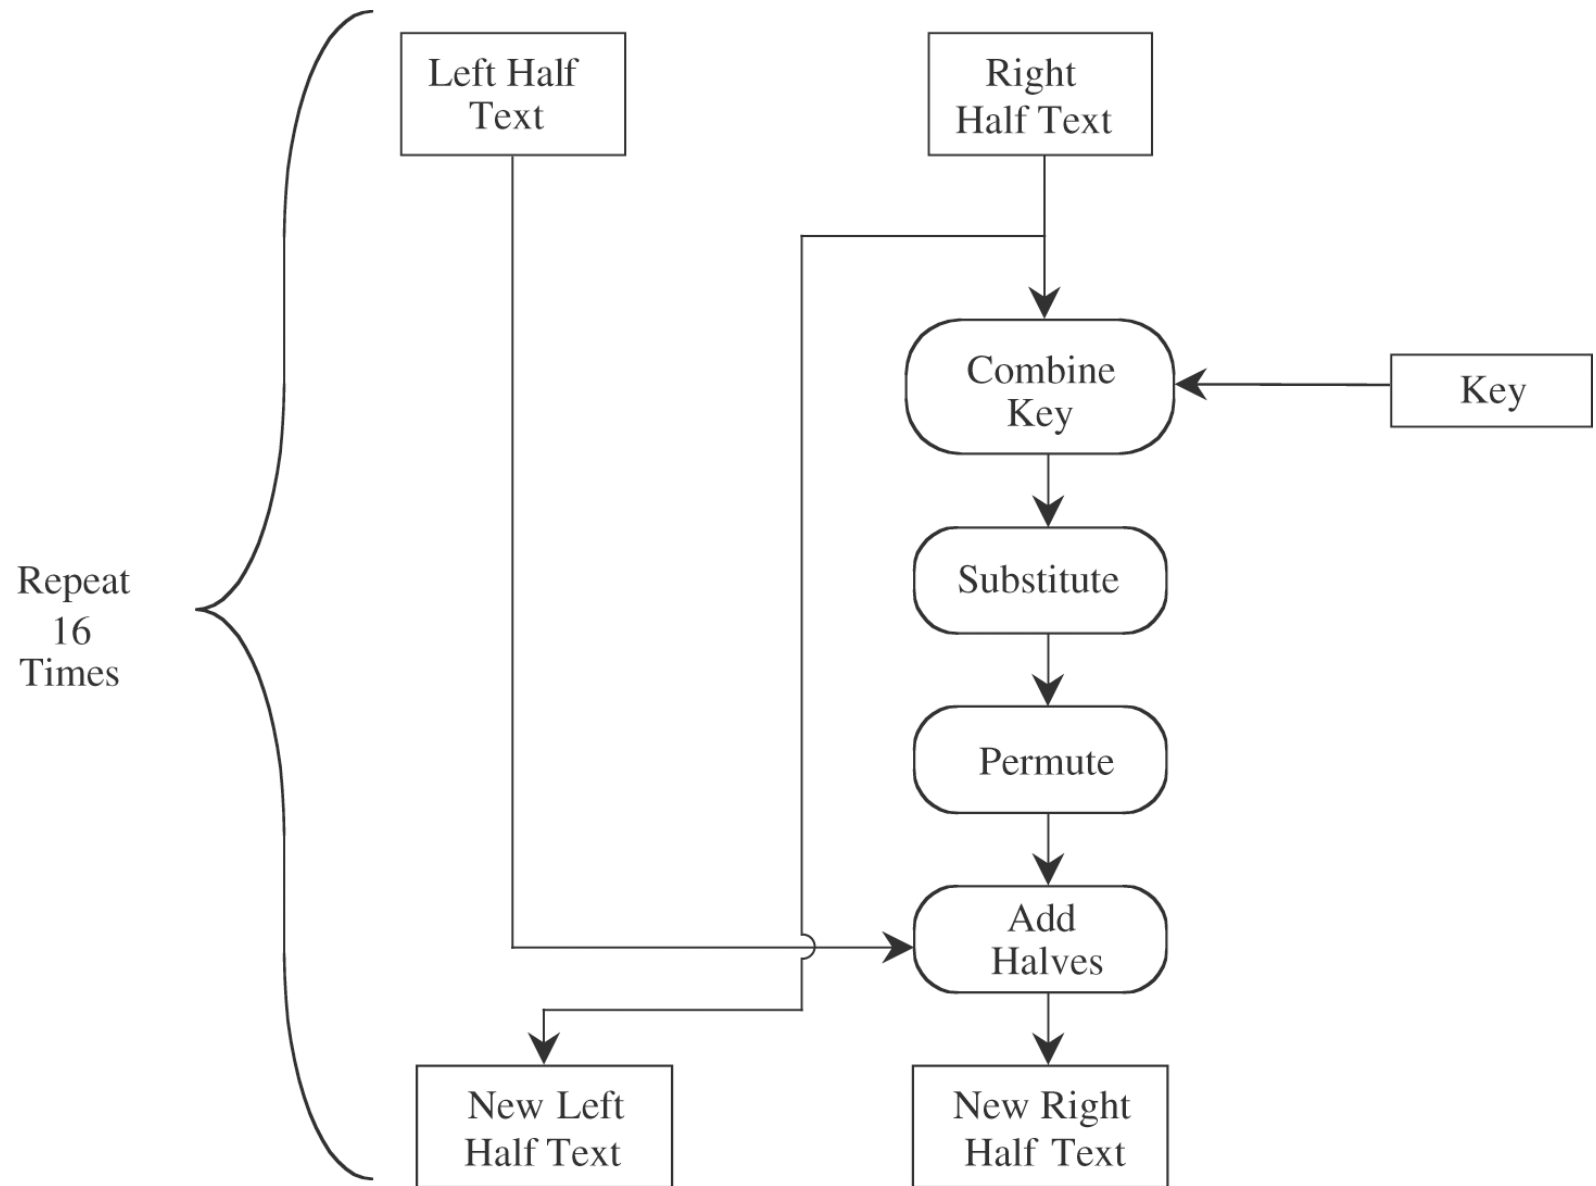 Left Half
Text
Right
Half Text
Combine
Key
Key
Substitute
Repeat
16
Times
Permute
Add
Halves
New Left
Half Text
New Right
Half Text